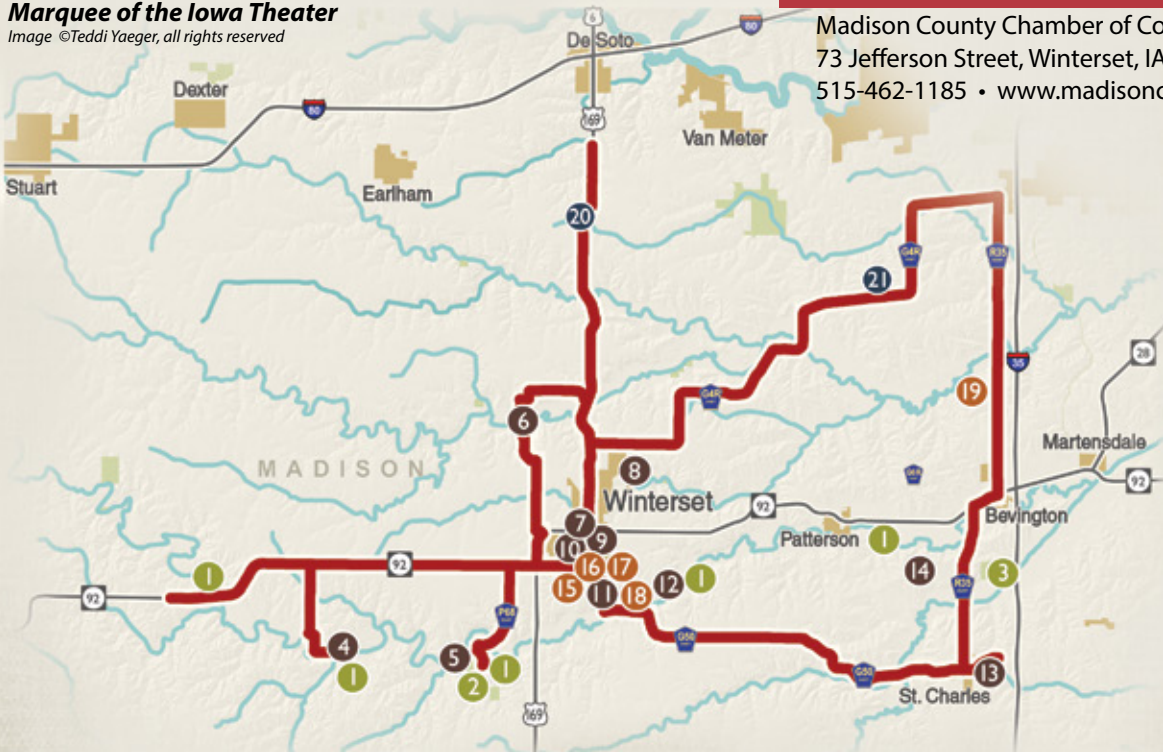 Marquee of the Iowa Theater
Image ©Teddi Yaeger, all rights reserved
Madison County Chamber of Co
73 Jefferson Street, Winterset, IA
515-462-1185 • www.madisonc
6
80
De Soto
Dexter
80
169
Van Meter
Stuart
Earlham
20
G4R
R35
21
35
28
19
G4R
6
Martensdale
MADISON
8
G4R
92
Winterset
92
7
Bevington
Patterson
1
10
9
16
17
14
3
1
92
15
11
18
12
1
R35
92
P68
G50
4
5
1
1
2
G50
13
St. Charles
169